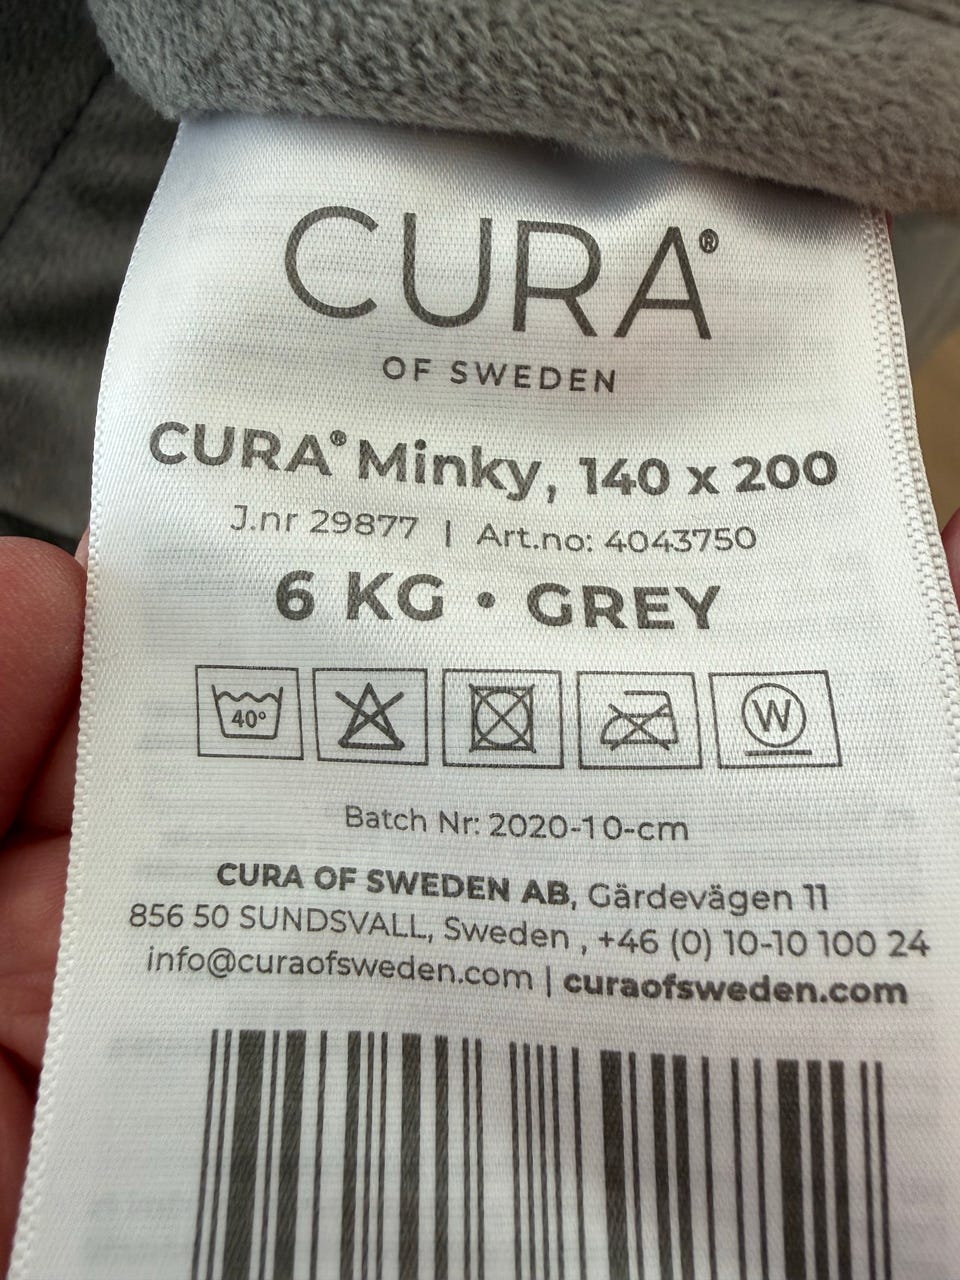 CURA®
OF SWEDEN
CURA® Minky, 140 x 200
J.nr 29877 | Art.no: 4043750
6 KG • GREY
40°
W
Batch Nr: 2020-10-cm
CURA OF SWEDEN AB, Gärdevägen 11
856 50 SUNDSVALL, Sweden , +46 (0) 10-10 100 24
info@curaofsweden.com | curaofsweden.com